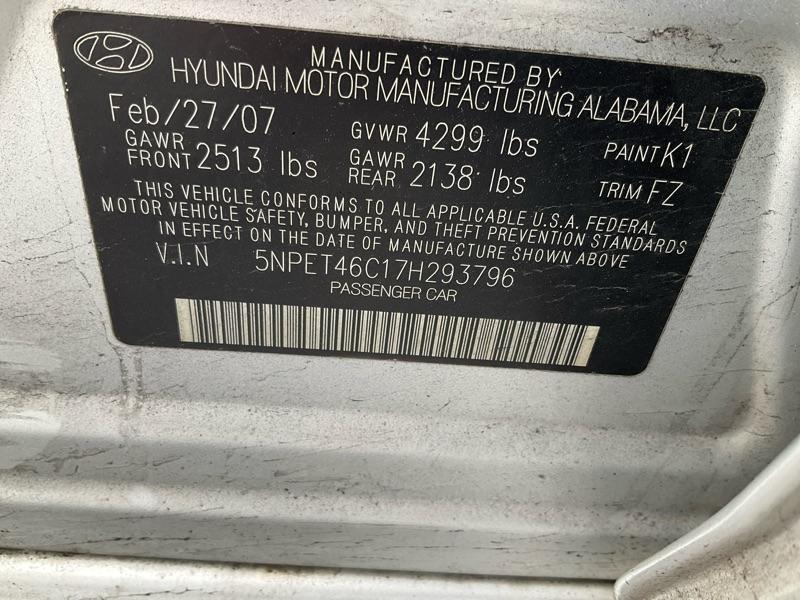 MANUFACTURED BY
HYUNDAI MOTOR MANUFACTURING ALABAMA, LLC
Feb/27/07 GVWR 4299 lbs PAINT K1
GAWR FRONT 2513 lbs GAWR REAR 2138 lbs TRIM FZ
THIS VEHICLE CONFORMS TO ALL APPLICABLE U.S.A. FEDERAL
MOTOR VEHICLE SAFETY, BUMPER, AND THEFT PREVENTION STANDARDS
IN EFFECT ON THE DATE OF MANUFACTURE SHOWN ABOVE
V.I.N 5NPET46C17H293796
PASSENGER CAR